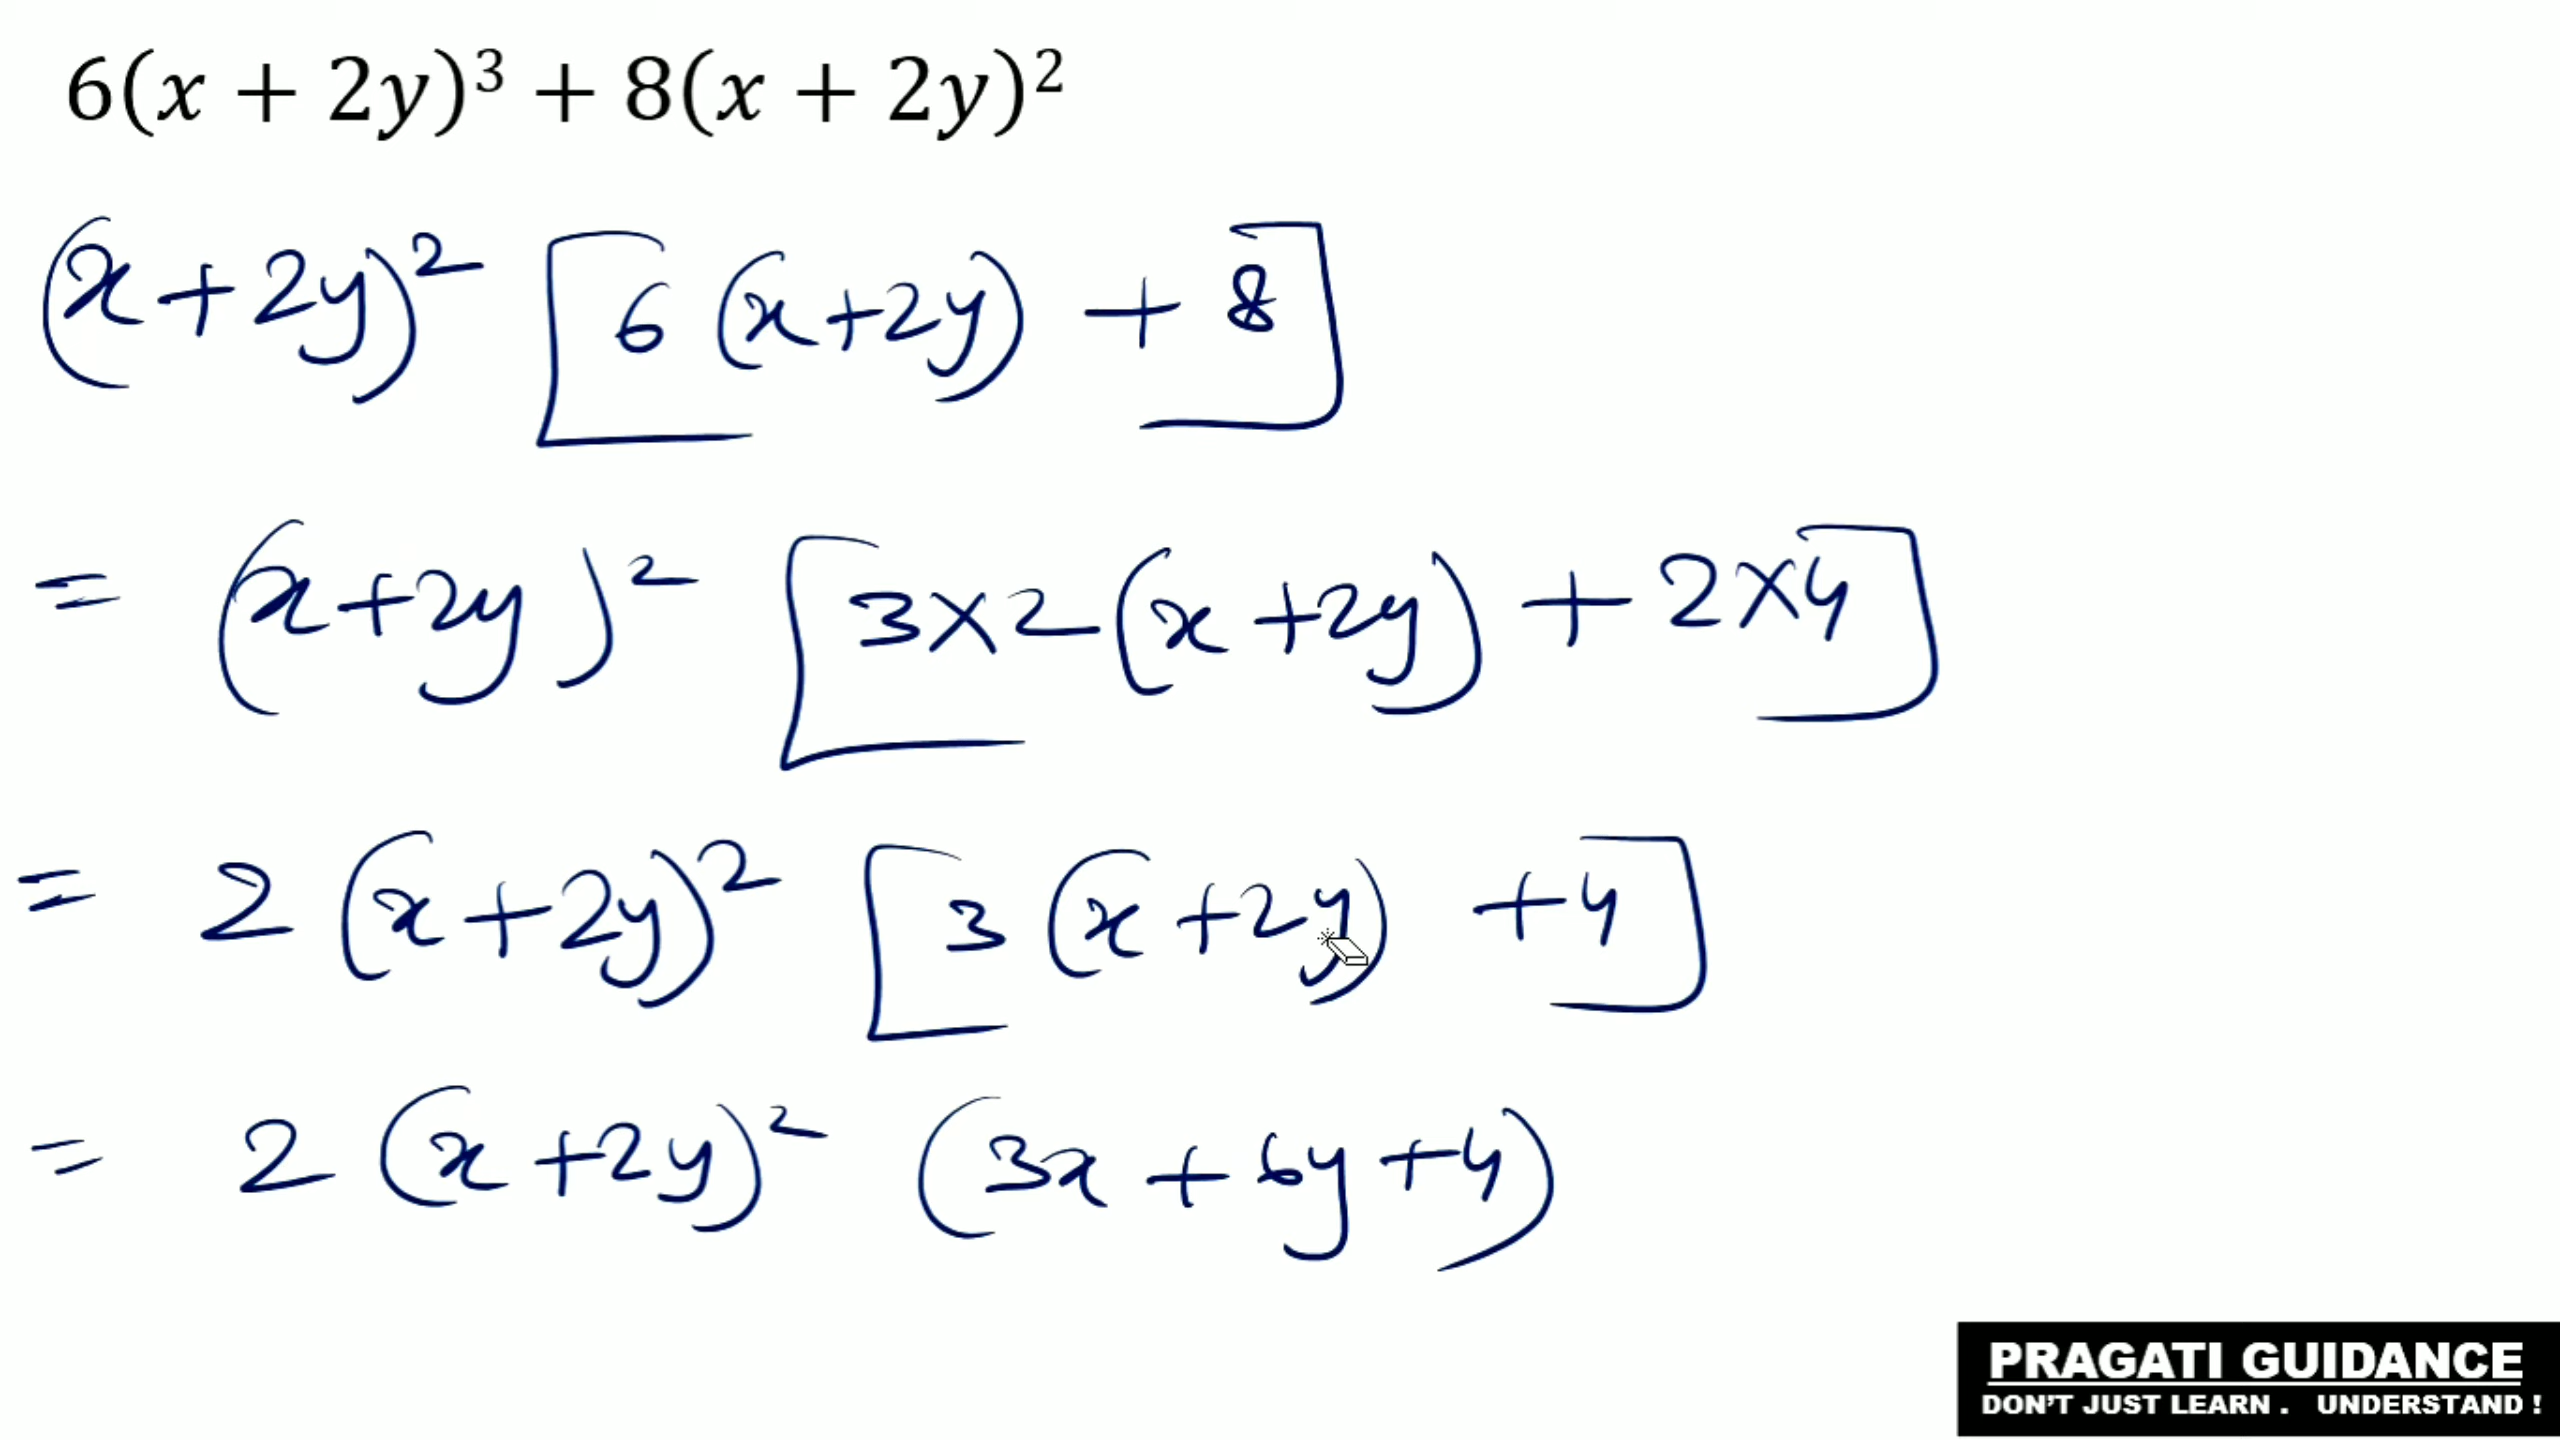 6(x + 2y)³ + 8(x + 2y)²
(x+2y)² [6 (x+2y) + 8]
= (x+2y)² [3×2 (x+2y) + 2×4]
= 2 (x+2y)² [3 (x+2y) +4]
= 2 (x+2y)² (3x + 6y +4)
PRAGATI GUIDANCE
DON'T JUST LEARN . UNDERSTAND !